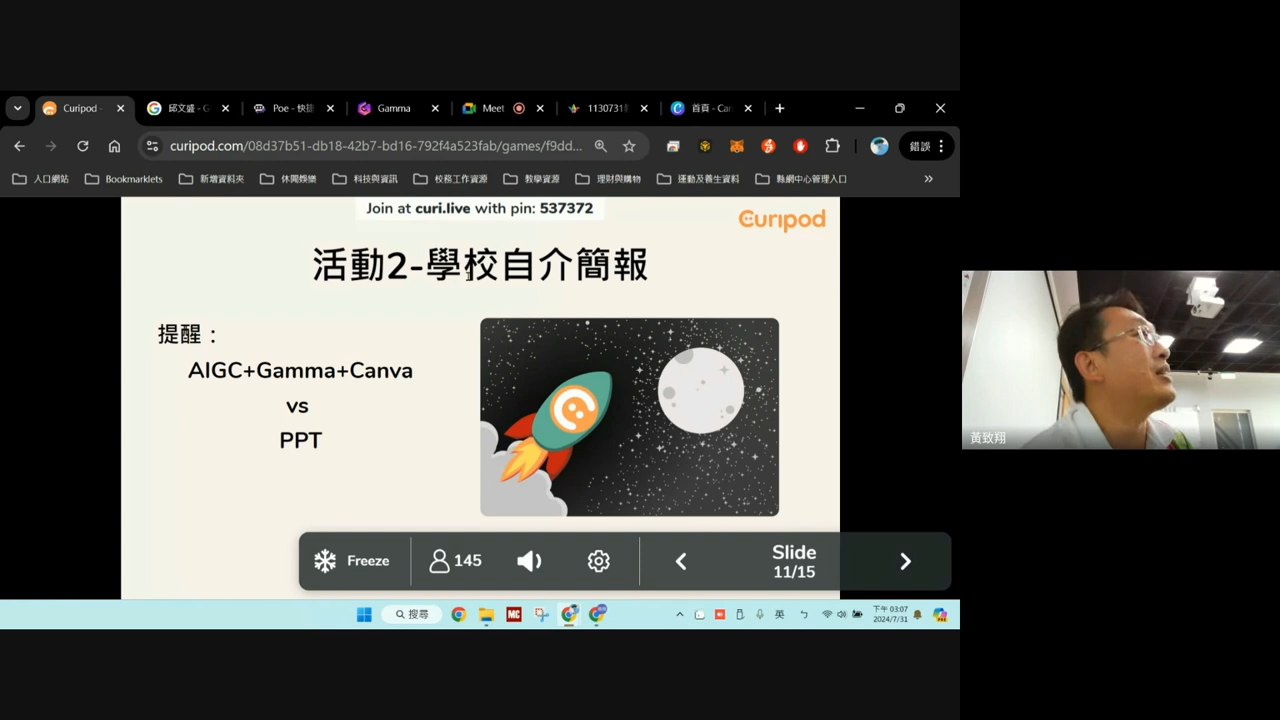 Curipod -
邱文盛 - G
Poe - 快捷
Gamma
Meet
1130731
首頁 - Can
curipod.com/08d37b51-db18-42b7-bd16-792f4a523fab/games/f9dd...
錯誤
人口網站
Bookmarklets
新增資料夾
休閒娛樂
科技與資訊
校務工作資源
教學資源
理財與購物
運動及養生資料
縣網中心管理入口
»
Join at curi.live with pin: 537372
Curipod
活動2-學校自介簡報
提醒：
AIGC+Gamma+Canva
vs
PPT
Freeze
145
Slide
11/15
黃致翔
搜尋
MC
英
下午 03:07
2024/7/31